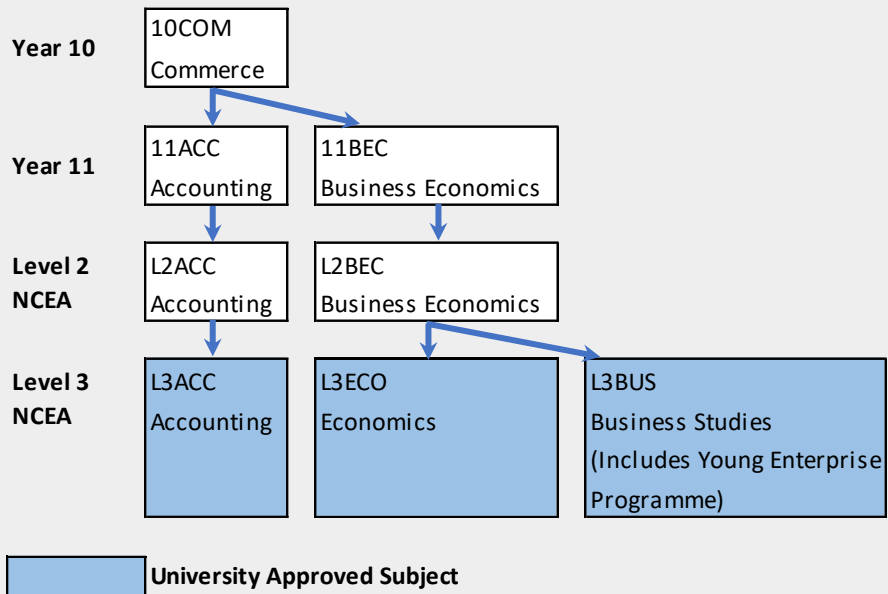 Year 10
10COM
Commerce
Year 11
11ACC
Accounting
11BEC
Business Economics
Level 2
NCEA
L2ACC
Accounting
L2BEC
Business Economics
Level 3
NCEA
L3ACC
Accounting
L3ECO
Economics
L3BUS
Business Studies
(Includes Young Enterprise
Programme)
University Approved Subject